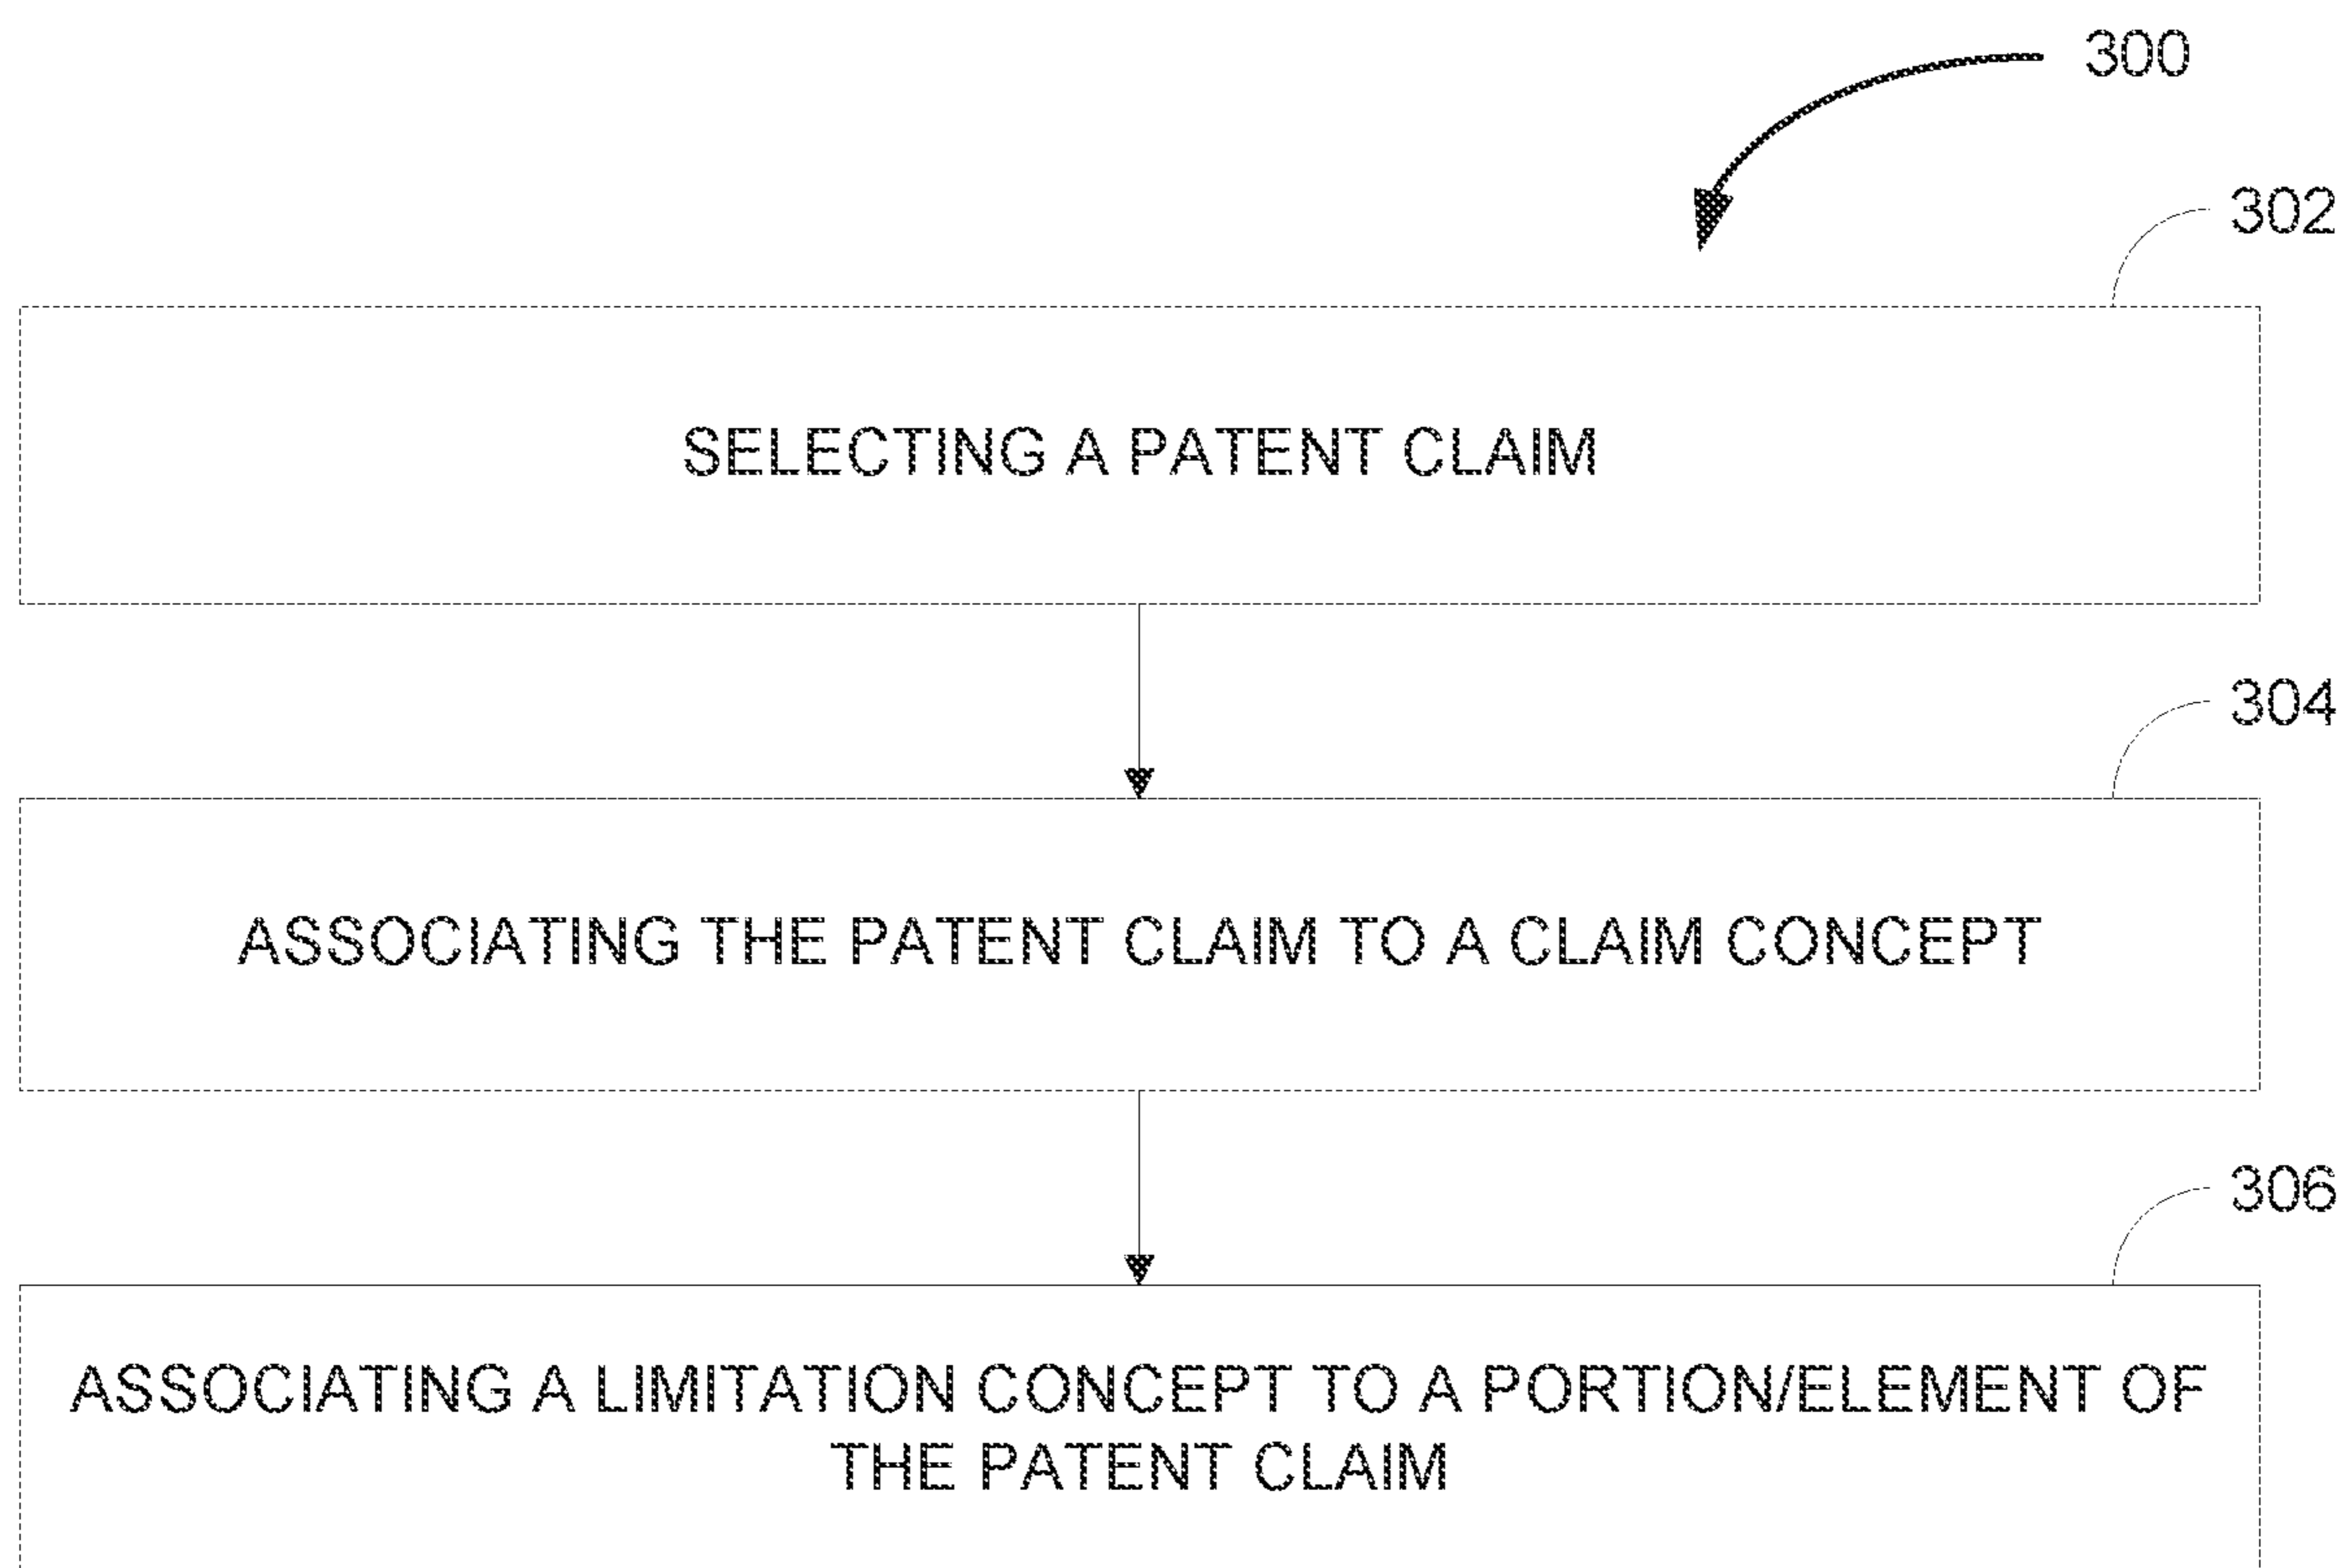 300
302
SELECTING A PATENT CLAIM
304
ASSOCIATING THE PATENT CLAIM TO A CLAIM CONCEPT
306
ASSOCIATING A LIMITATION CONCEPT TO A PORTION/ELEMENT OF
THE PATENT CLAIM